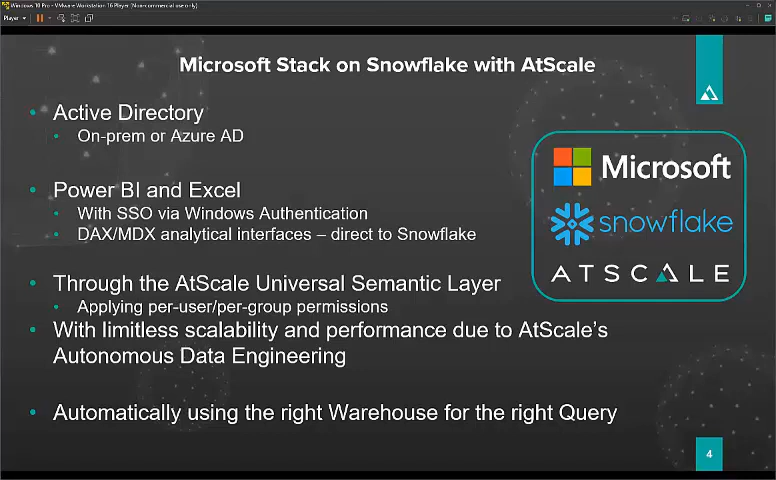 Windows 10 Pro - VMware Workstation 16 Player (Non-commercial use only)
Player
Microsoft Stack on Snowflake with AtScale
• Active Directory
• On-prem or Azure AD
• Power BI and Excel
• With SSO via Windows Authentication
• DAX/MDX analytical interfaces – direct to Snowflake
• Through the AtScale Universal Semantic Layer
• Applying per-user/per-group permissions
• With limitless scalability and performance due to AtScale's
Autonomous Data Engineering
• Automatically using the right Warehouse for the right Query
Microsoft
snowflake
ATSCALE
4